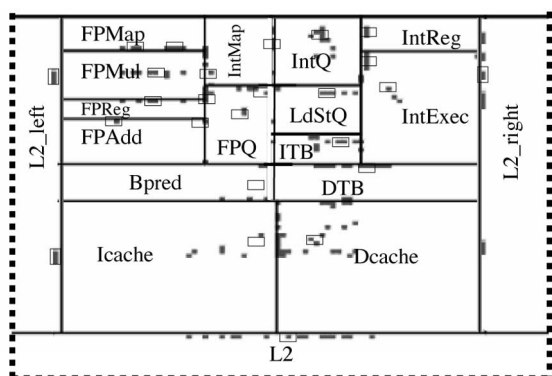 FPMap
IntMap
IntReg
FPMul
IntQ
FPReg
LdStQ
IntExec
FPAdd
FPQ
ITB
L2_left
L2_right
Bpred
DTB
Icache
Dcache
L2